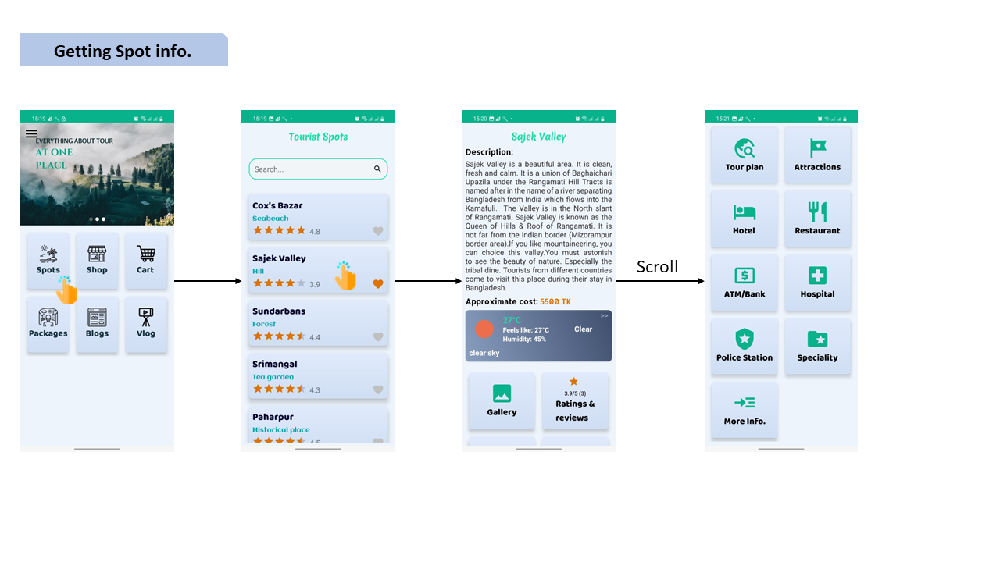 Getting Spot info.
15:19
EVERYTHING ABOUT TOUR
AT ONE
PLACE
Spots
Shop
Cart
Packages
Blogs
Vlog
15:19
Tourist Spots
Search...
Cox's Bazar
Seabeach
4.8
Sajek Valley
Hill
3.9
Sundarbans
Forest
4.4
Srimangal
Tea garden
4.3
Paharpur
Historical place
15:20
Sajek Valley
Description:
Sajek Valley is a beautiful area. It is clean,
fresh and calm. It is a union of Baghaichari
Upazila under the Rangamati Hill Tracts is
named after in the name of a river separating
Bangladesh from India which flows into the
Karnafuli. The Valley is in the North slant
of Rangamati. Sajek Valley is known as the
Queen of Hills & Roof of Rangamati. It is
not far from the Indian border (Mizorampur
border area).If you like mountaineering, you
can choice this valley.You must astonish
to see the beauty of nature. Especially the
tribal dine. Tourists from different countries
come to visit this place during their stay in
Bangladesh.
Approximate cost: 5500 TK
>>
27°C
Feels like: 27°C
Humidity: 45%
Clear
clear sky
Gallery
3.9/5 (3)
Ratings &
reviews
Scroll
15:21
Tour plan
Attractions
Hotel
Restaurant
ATM/Bank
Hospital
Police Station
Speciality
More Info.